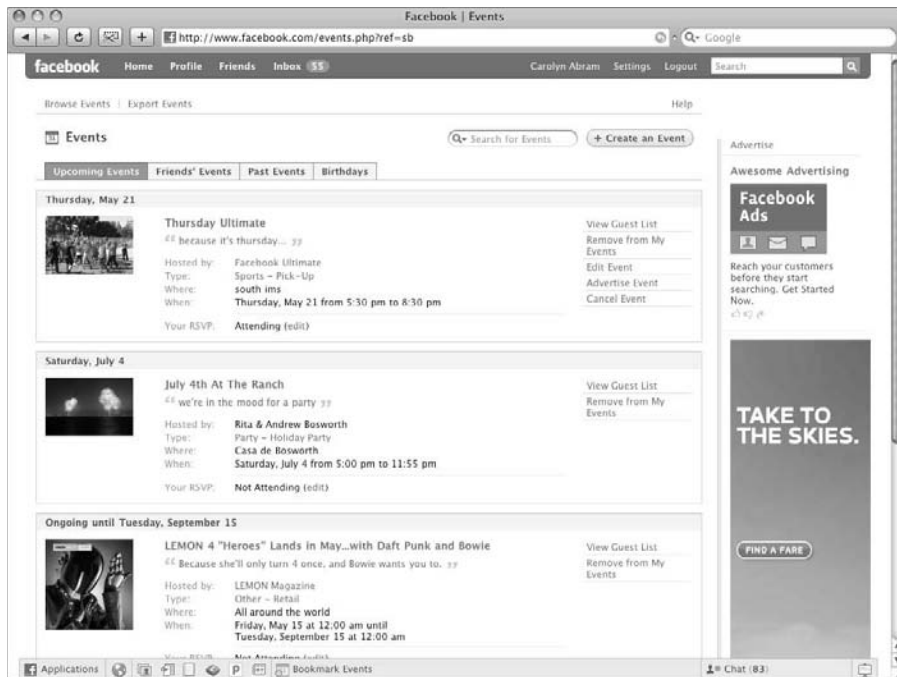 Facebook | Events
http://www.facebook.com/events.php?ref=sb
Google
facebook Home Profile Friends Inbox 55 Carolyn Abram Settings Logout Search
Browse Events | Export Events Help
31 Events Search for Events + Create an Event
Upcoming Events Friends' Events Past Events Birthdays
Thursday, May 21
Thursday Ultimate
“ because it's thursday... ”
Hosted by: Facebook Ultimate
Type: Sports – Pick-Up
Where: south ims
When: Thursday, May 21 from 5:30 pm to 8:30 pm
Your RSVP: Attending (edit)
View Guest List
Remove from My
Events
Edit Event
Advertise Event
Cancel Event
Saturday, July 4
July 4th At The Ranch
“ we're in the mood for a party ”
Hosted by: Rita & Andrew Bosworth
Type: Party – Holiday Party
Where: Casa de Bosworth
When: Saturday, July 4 from 5:00 pm to 11:55 pm
Your RSVP: Not Attending (edit)
View Guest List
Remove from My
Events
Ongoing until Tuesday, September 15
LEMON 4 "Heroes" Lands in May...with Daft Punk and Bowie
“ Because she'll only turn 4 once, and Bowie wants you to. ”
Hosted by: LEMON Magazine
Type: Other – Retail
Where: All around the world
When: Friday, May 15 at 12:00 am until
Tuesday, September 15 at 12:00 am
Your RSVP: Not Attending (edit)
View Guest List
Remove from My
Events
Advertise
Awesome Advertising
Facebook
Ads
Reach your customers
before they start
searching. Get Started
Now.
TAKE TO
THE SKIES.
FIND A FARE
Applications Bookmark Events Chat (83)